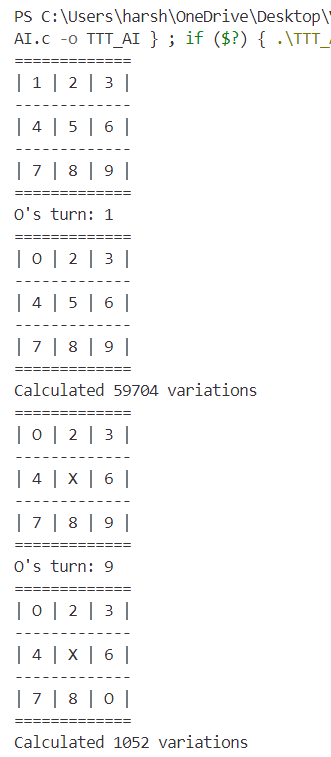 PS C:\Users\harsh\OneDrive\Desktop\
AI.c -o TTT_AI } ; if ($?) { .\TTT_
=============
| 1 | 2 | 3 |
-------------
| 4 | 5 | 6 |
-------------
| 7 | 8 | 9 |
=============
O's turn: 1
=============
| O | 2 | 3 |
-------------
| 4 | 5 | 6 |
-------------
| 7 | 8 | 9 |
=============
Calculated 59704 variations
=============
| O | 2 | 3 |
-------------
| 4 | X | 6 |
-------------
| 7 | 8 | 9 |
=============
O's turn: 9
=============
| O | 2 | 3 |
-------------
| 4 | X | 6 |
-------------
| 7 | 8 | O |
=============
Calculated 1052 variations